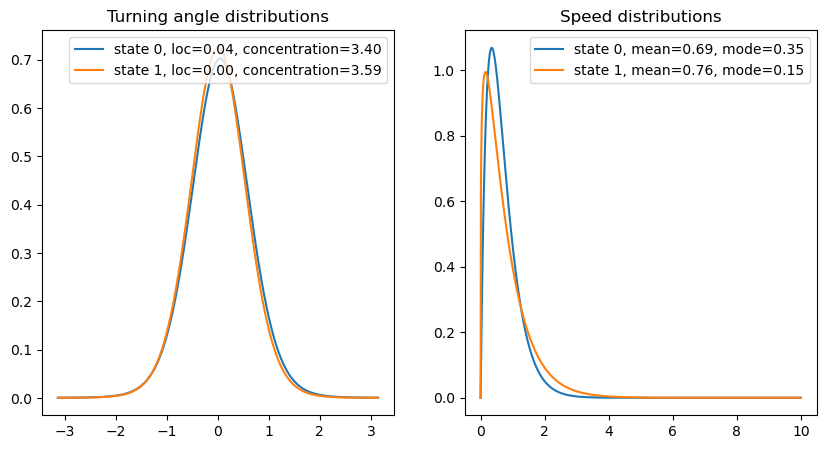 Turning angle distributions
state 0, loc=0.04, concentration=3.40
state 1, loc=0.00, concentration=3.59
0.7
0.6
0.5
0.4
0.3
0.2
0.1
0.0
−3 −2 −1 0 1 2 3
Speed distributions
state 0, mean=0.69, mode=0.35
state 1, mean=0.76, mode=0.15
1.0
0.8
0.6
0.4
0.2
0.0
0 2 4 6 8 10